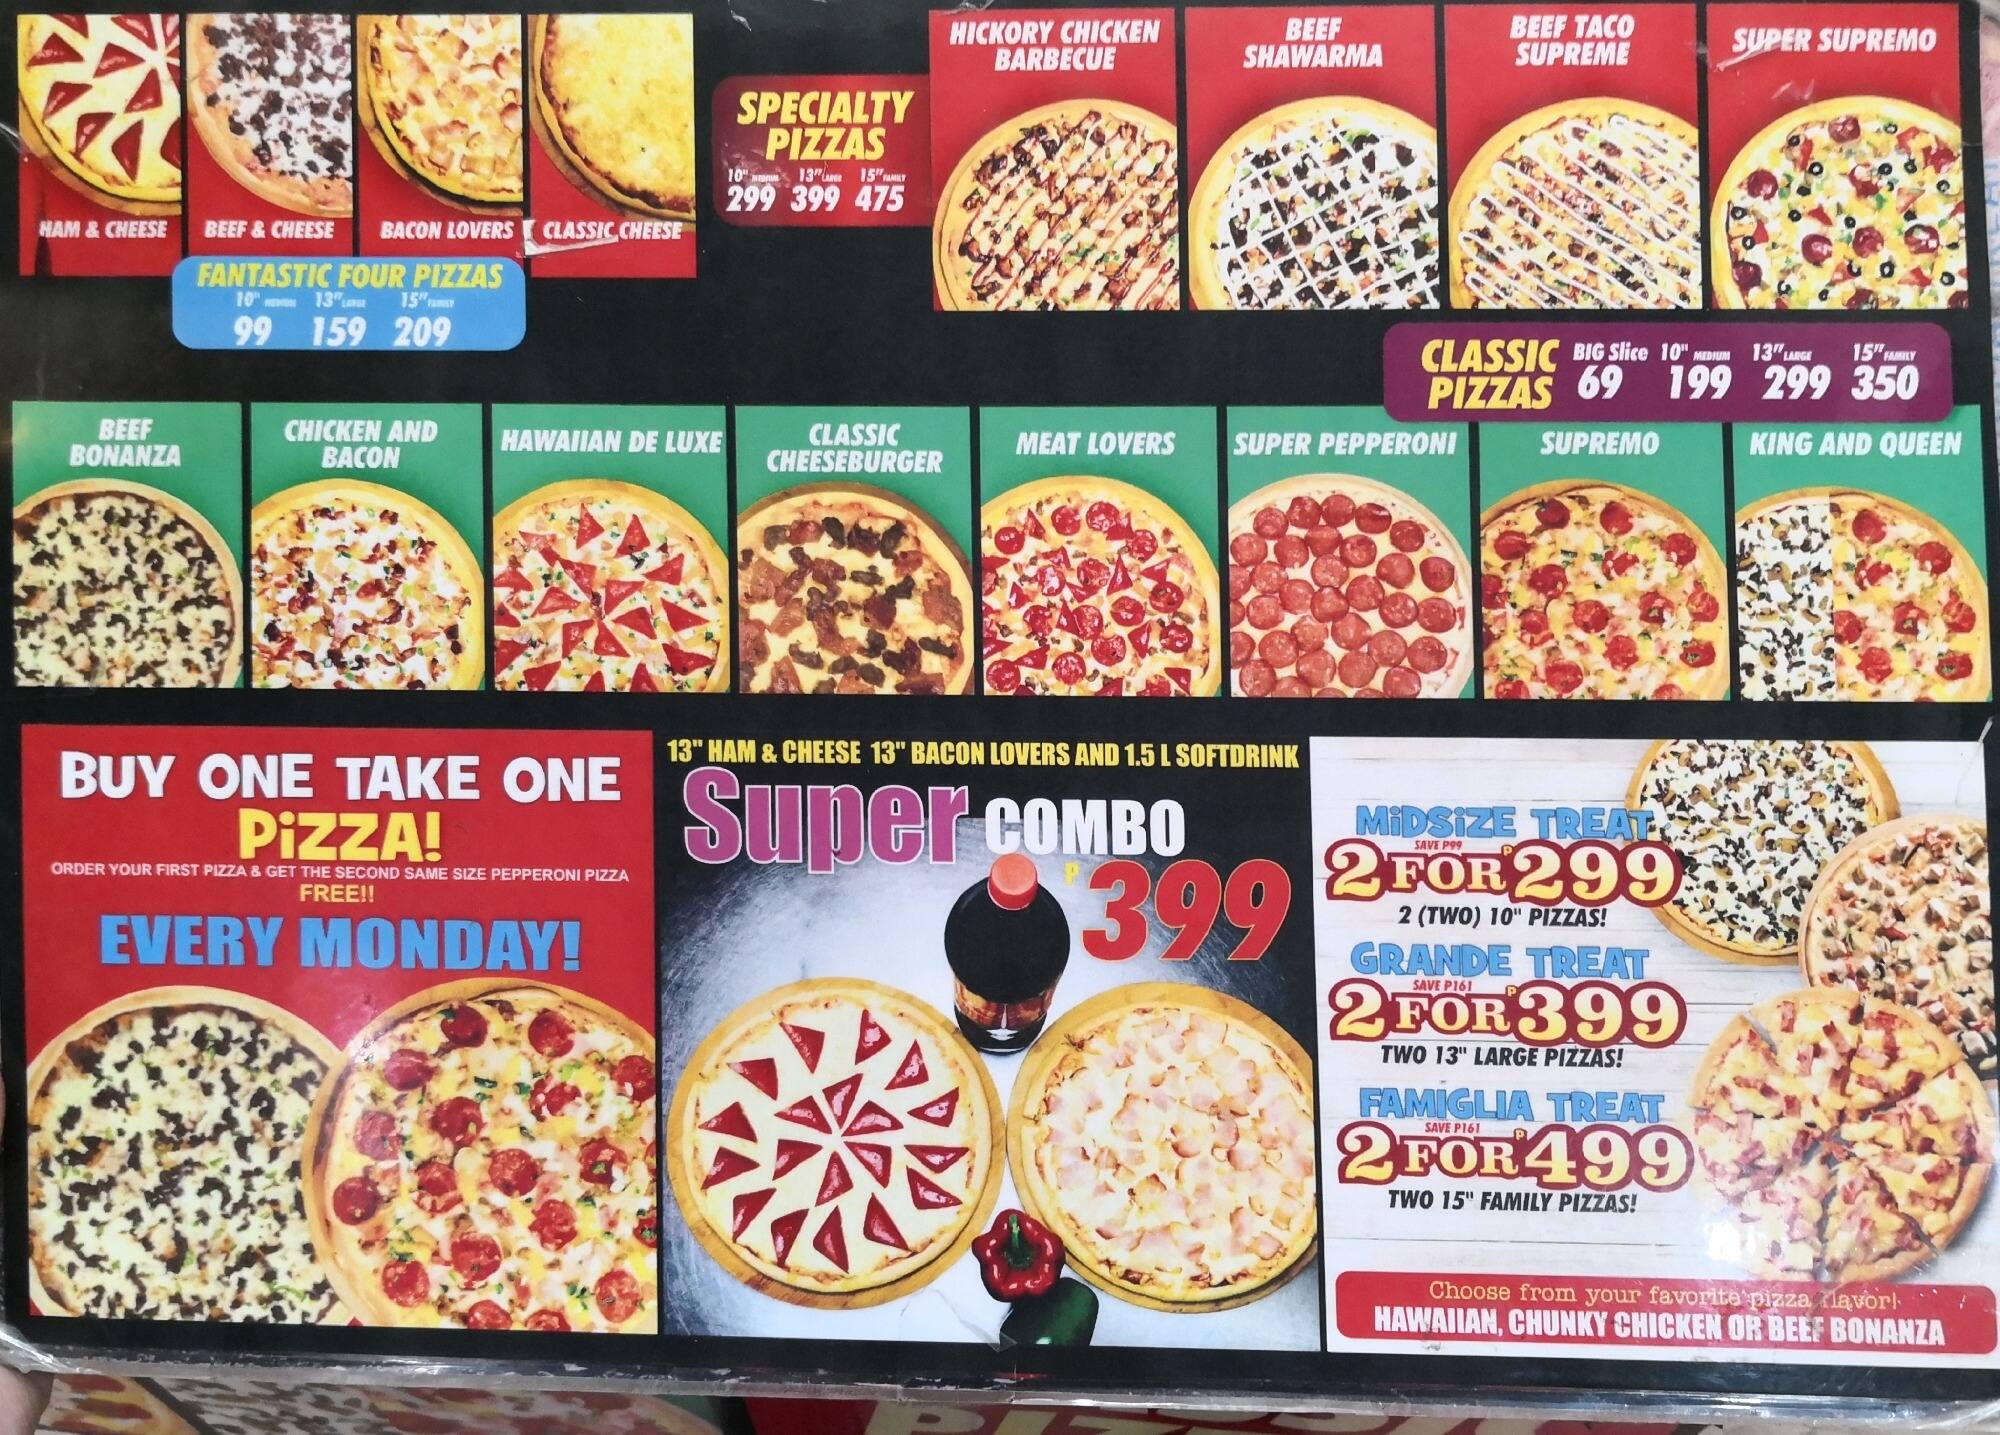 HAM & CHEESE
BEEF & CHEESE
BACON LOVERS
CLASSIC CHEESE
FANTASTIC FOUR PIZZAS
10" MEDIUM 13" LARGE 15" FAMILY
99 159 209
SPECIALTY
PIZZAS
10" MEDIUM 13" LARGE 15" FAMILY
299 399 475
HICKORY CHICKEN
BARBECUE
BEEF
SHAWARMA
BEEF TACO
SUPREME
SUPER SUPREMO
CLASSIC
PIZZAS
BIG Slice 10" MEDIUM 13" LARGE 15" FAMILY
69 199 299 350
BEEF
BONANZA
CHICKEN AND
BACON
HAWAIIAN DE LUXE
CLASSIC
CHEESEBURGER
MEAT LOVERS
SUPER PEPPERONI
SUPREMO
KING AND QUEEN
BUY ONE TAKE ONE
PiZZA!
ORDER YOUR FIRST PIZZA & GET THE SECOND SAME SIZE PEPPERONI PIZZA
FREE!!
EVERY MONDAY!
13" HAM & CHEESE 13" BACON LOVERS AND 1.5 L SOFTDRINK
Super COMBO
P399
MiDSiZE TREAT
SAVE P99
2 FOR P299
2 (TWO) 10" PIZZAS!
GRANDE TREAT
SAVE P161
2 FOR P399
TWO 13" LARGE PIZZAS!
FAMIGLIA TREAT
SAVE P161
2 FOR P499
TWO 15" FAMILY PIZZAS!
Choose from your favorite pizza flavor!
HAWAIIAN, CHUNKY CHICKEN OR BEEF BONANZA